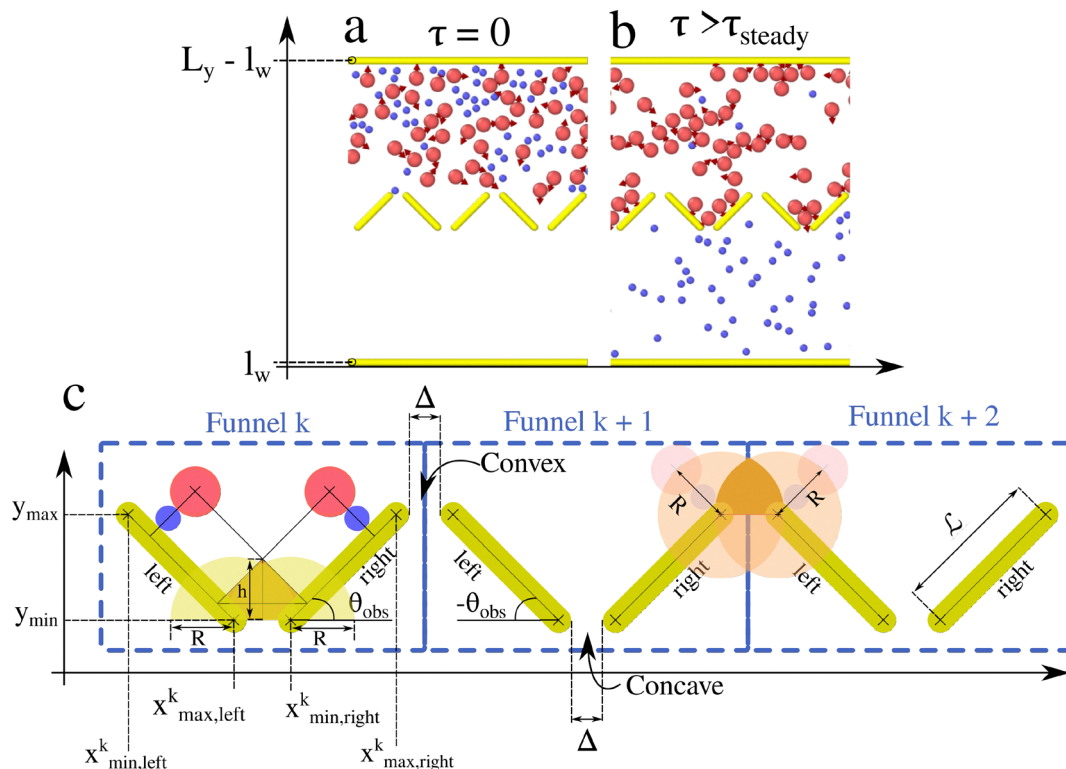 a
τ = 0
b
τ >τsteady
Ly - lw
lw
c
Funnel k
Δ
Funnel k + 1
Funnel k + 2
Convex
ymax
R
R
ℒ
left
right
h
θobs
-θobs
right
left
right
ymin
R
R
Concave
xkmax,left
xkmin,right
Δ
xkmin,left
xkmax,right